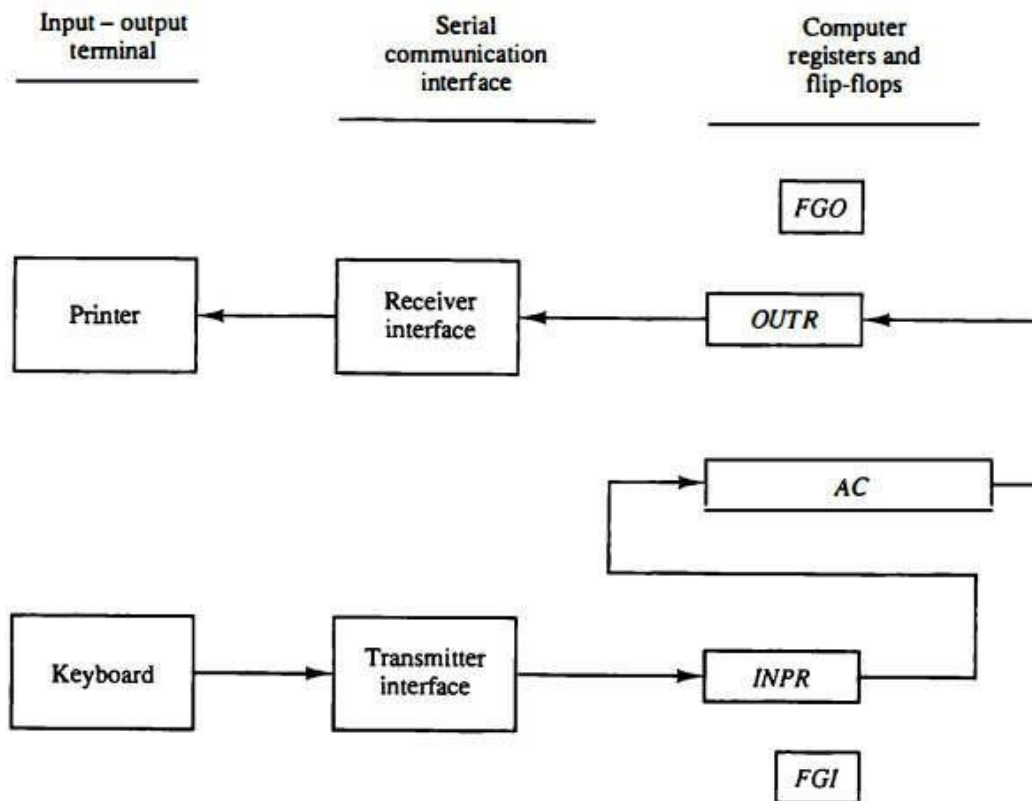 Input – output
terminal
Serial
communication
interface
Computer
registers and
flip-flops
FGO
Printer
Receiver
interface
OUTR
AC
Keyboard
Transmitter
interface
INPR
FGI